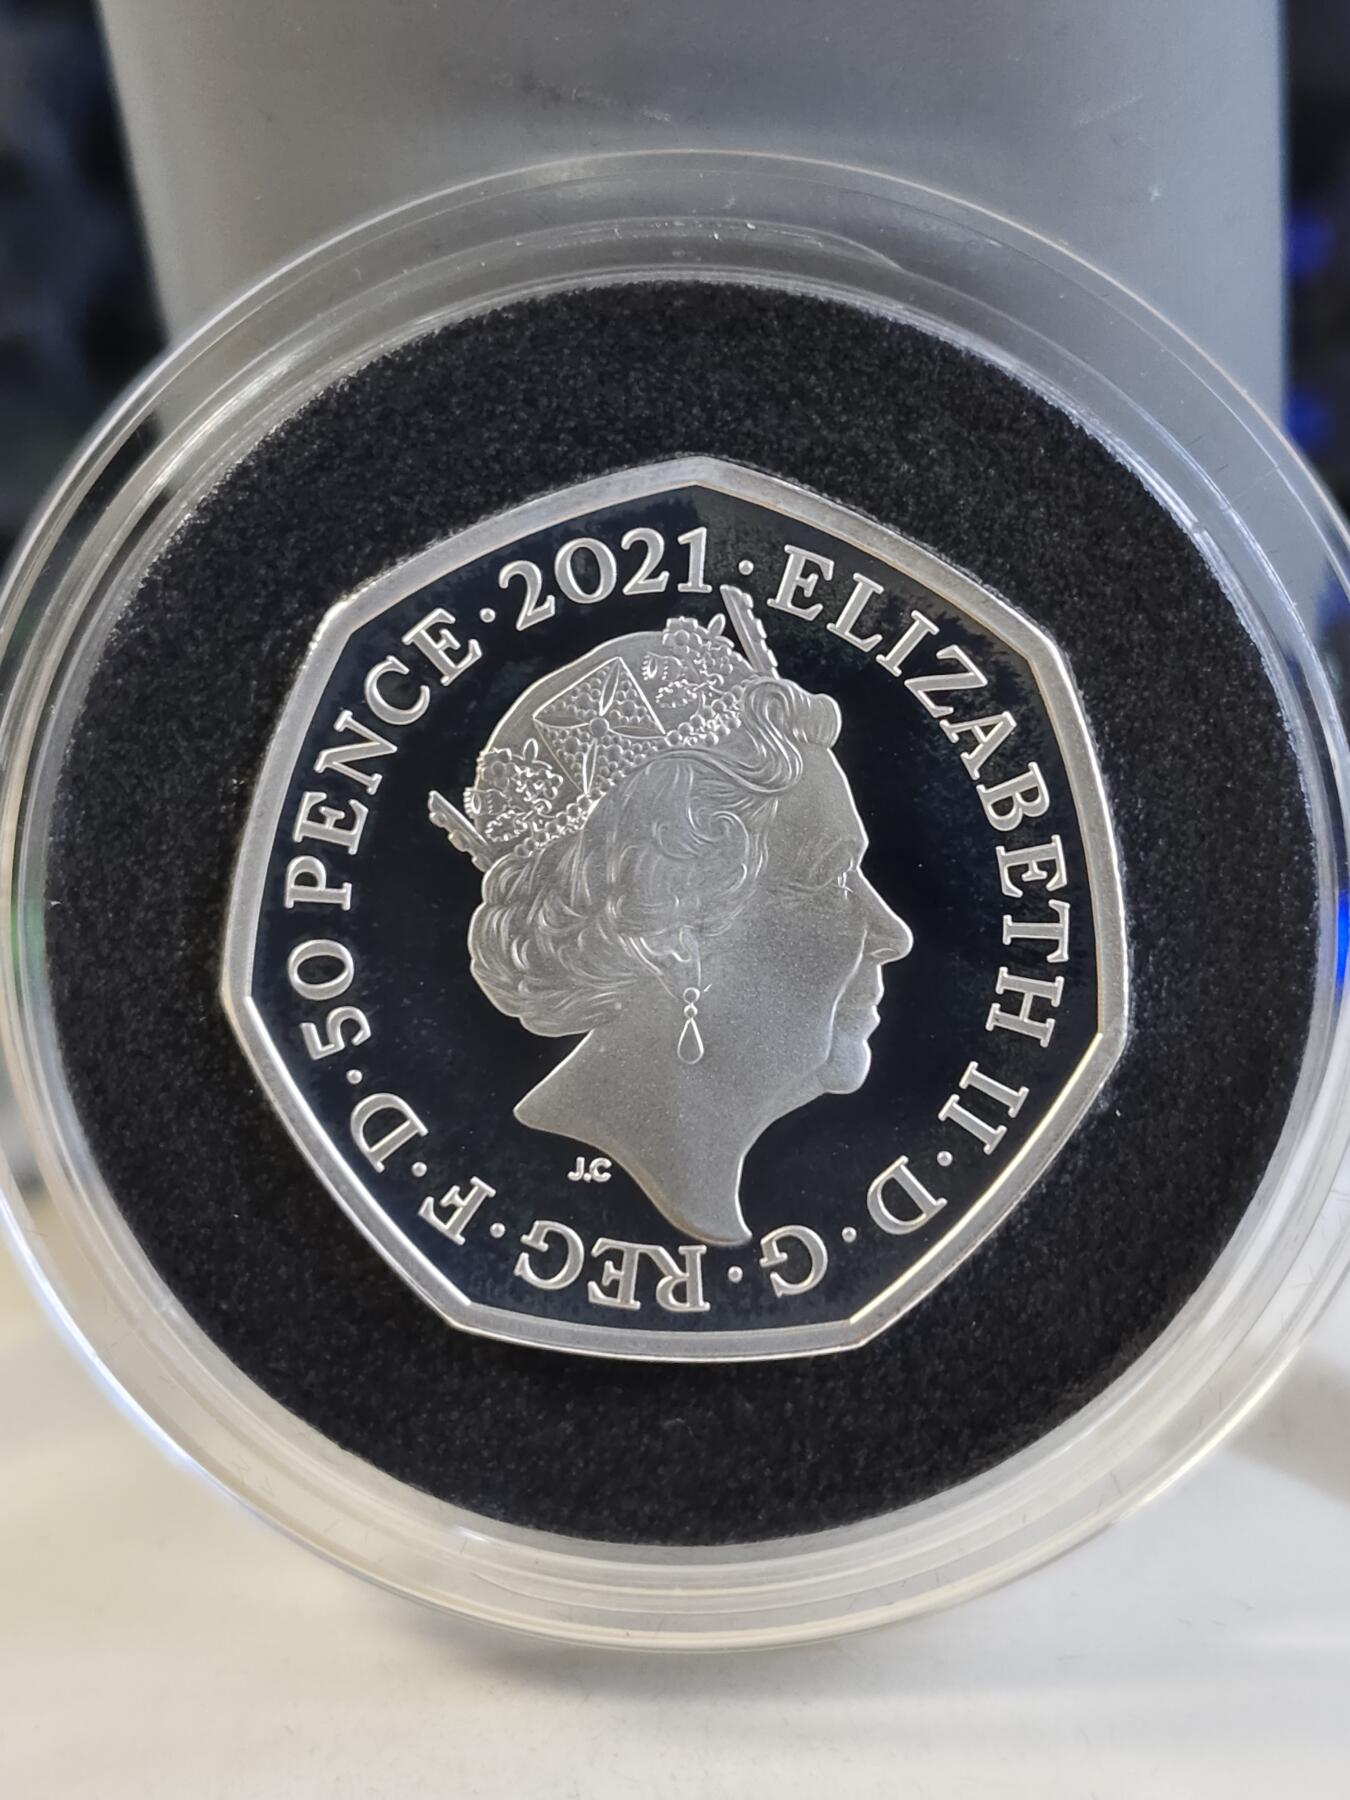 ELIZABETH II · D · G · REG · F · D · 50 PENCE · 2021 ·
J.C